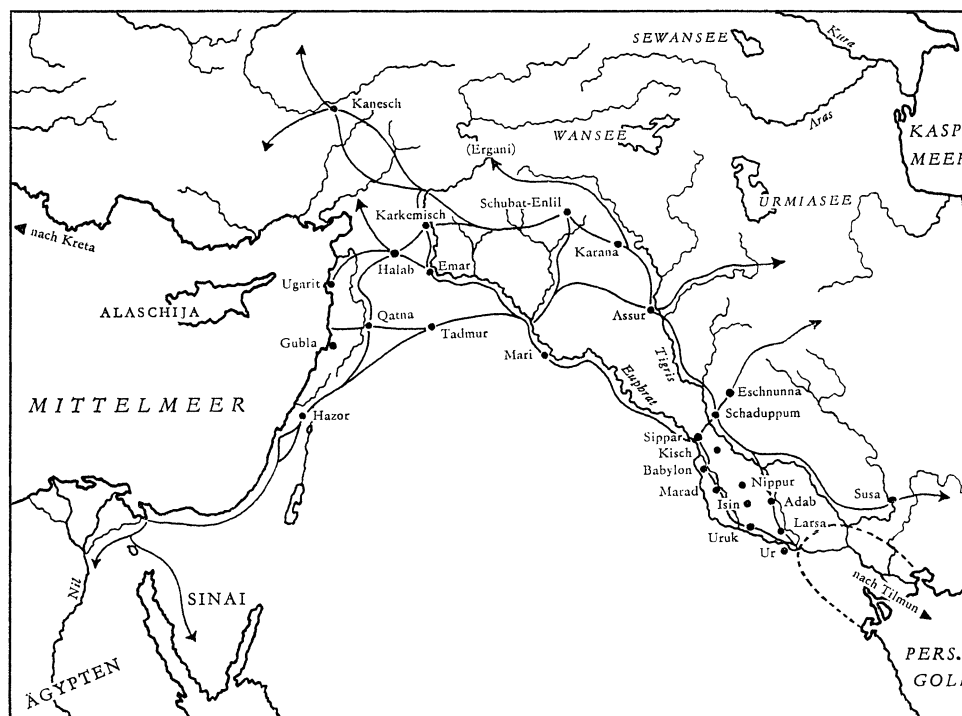 SEWANSEE
Kura
Kanesch
WANSEE
Aras
KASP
MEER
(Ergani)
URMIASEE
Schubat-Enlil
Karkemisch
nach Kreta
Karana
Halab
Emar
Ugarit
ALASCHIJA
Assur
Qatna
Gubla
Tadmur
Mari
Tigris
Euphrat
MITTELMEER
Eschnunna
Schaduppum
Hazor
Sippar
Kisch
Babylon
Nippur
Marad
Isin
Adab
Susa
Uruk
Larsa
Ur
nach Tilmun
Nil
SINAI
PERS.
GOL
ÄGYPTEN